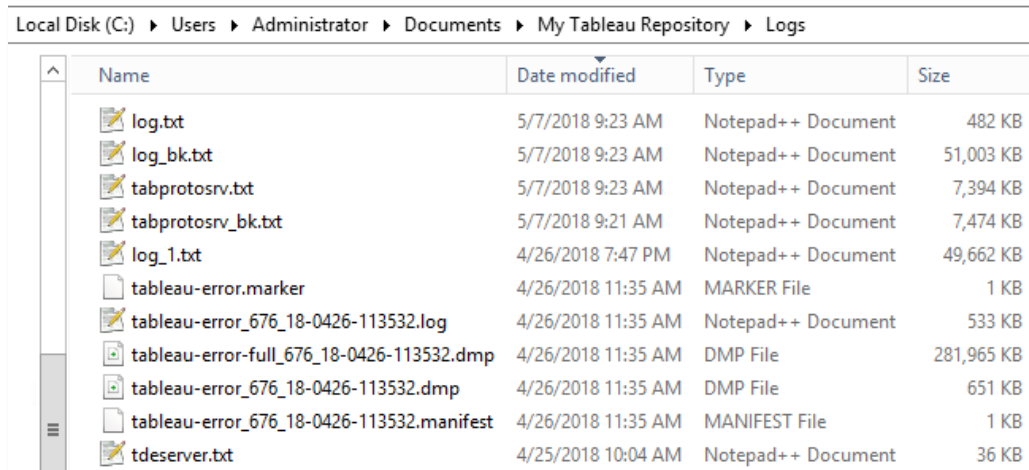 Local Disk (C:) ▸ Users ▸ Administrator ▸ Documents ▸ My Tableau Repository ▸ Logs
Name Date modified Type Size
log.txt 5/7/2018 9:23 AM Notepad++ Document 482 KB
log_bk.txt 5/7/2018 9:23 AM Notepad++ Document 51,003 KB
tabprotosrv.txt 5/7/2018 9:23 AM Notepad++ Document 7,394 KB
tabprotosrv_bk.txt 5/7/2018 9:21 AM Notepad++ Document 7,474 KB
log_1.txt 4/26/2018 7:47 PM Notepad++ Document 49,662 KB
tableau-error.marker 4/26/2018 11:35 AM MARKER File 1 KB
tableau-error_676_18-0426-113532.log 4/26/2018 11:35 AM Notepad++ Document 533 KB
tableau-error-full_676_18-0426-113532.dmp 4/26/2018 11:35 AM DMP File 281,965 KB
tableau-error_676_18-0426-113532.dmp 4/26/2018 11:35 AM DMP File 651 KB
tableau-error_676_18-0426-113532.manifest 4/26/2018 11:35 AM MANIFEST File 1 KB
tdeserver.txt 4/25/2018 10:04 AM Notepad++ Document 36 KB